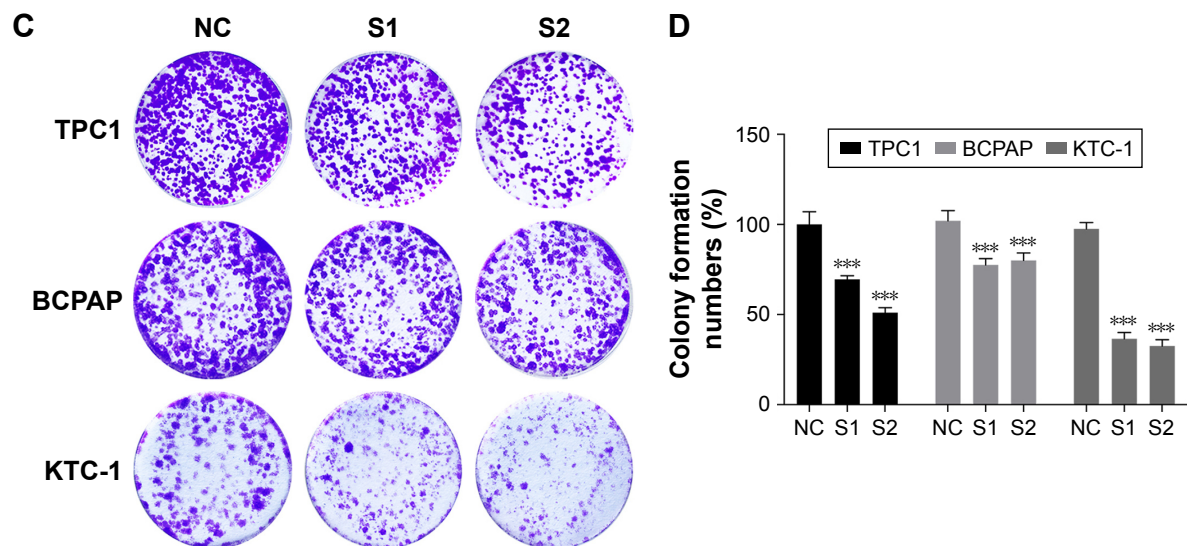 C
NC S1 S2
TPC1
BCPAP
KTC-1
D
Colony formation
numbers (%)
150
100
50
0
TPC1 BCPAP KTC-1
*** *** *** *** *** ***
NC S1 S2 NC S1 S2 NC S1 S2